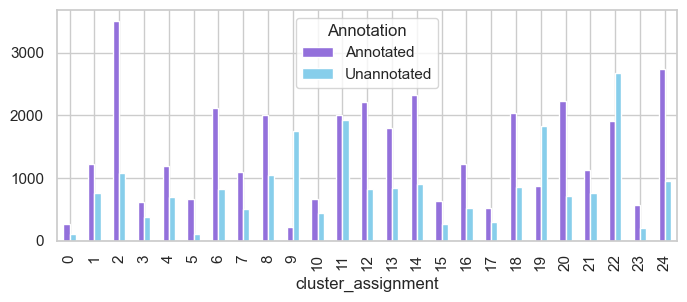 Annotation
Annotated
Unannotated
3000
2000
1000
0
0 1 2 3 4 5 6 7 8 9 10 11 12 13 14 15 16 17 18 19 20 21 22 23 24
cluster_assignment